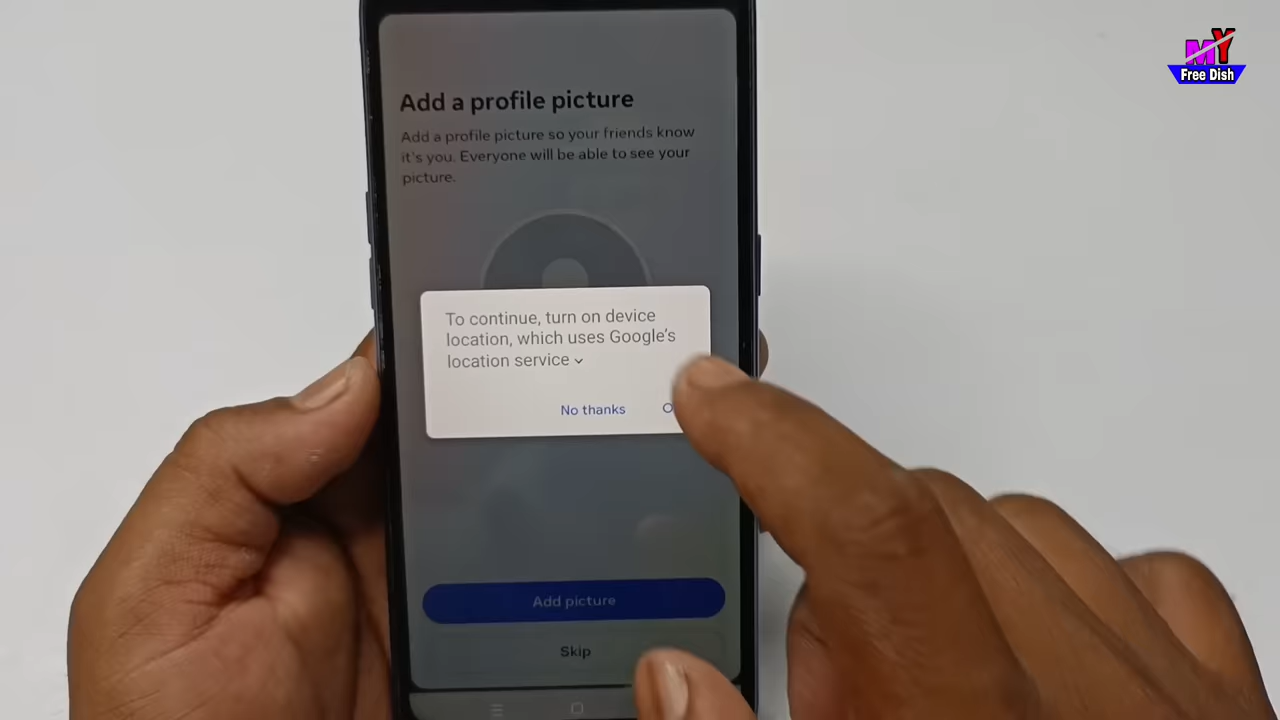 MY
Free Dish
Add a profile picture
Add a profile picture so your friends know
it's you. Everyone will be able to see your
picture.
To continue, turn on device
location, which uses Google's
location service
No thanks
Add picture
Skip